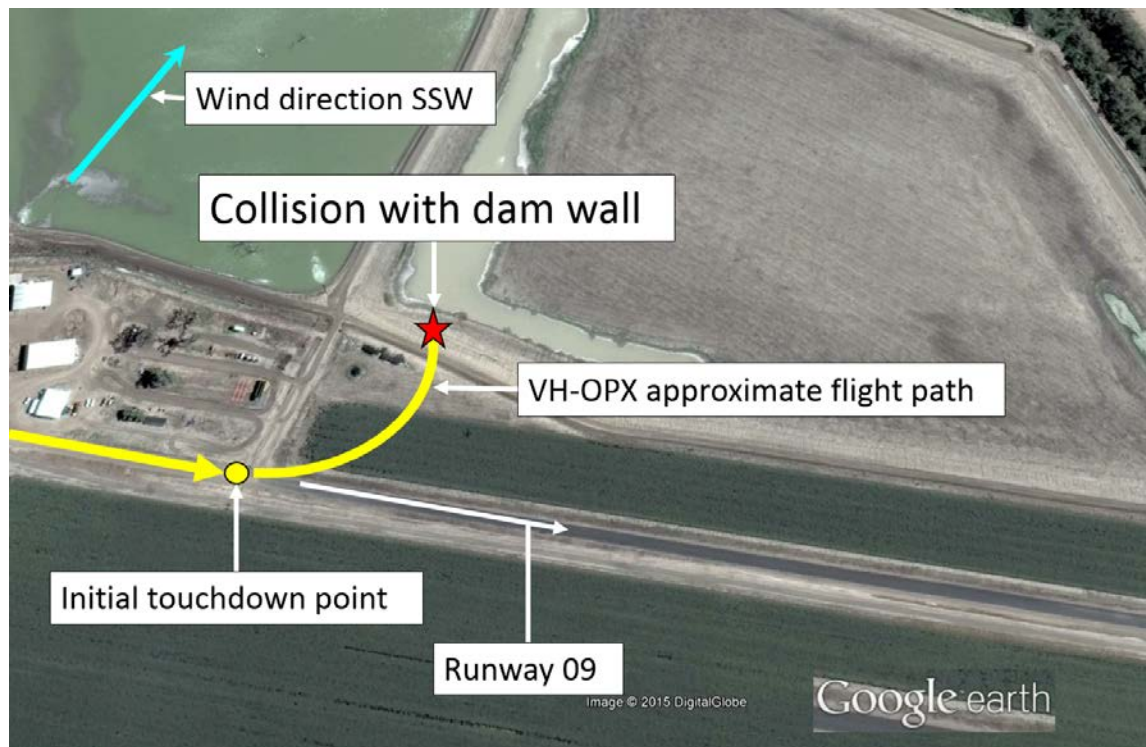 Wind direction SSW
Collision with dam wall
VH-OPX approximate flight path
Initial touchdown point
Runway 09
Image © 2015 DigitalGlobe
Google earth